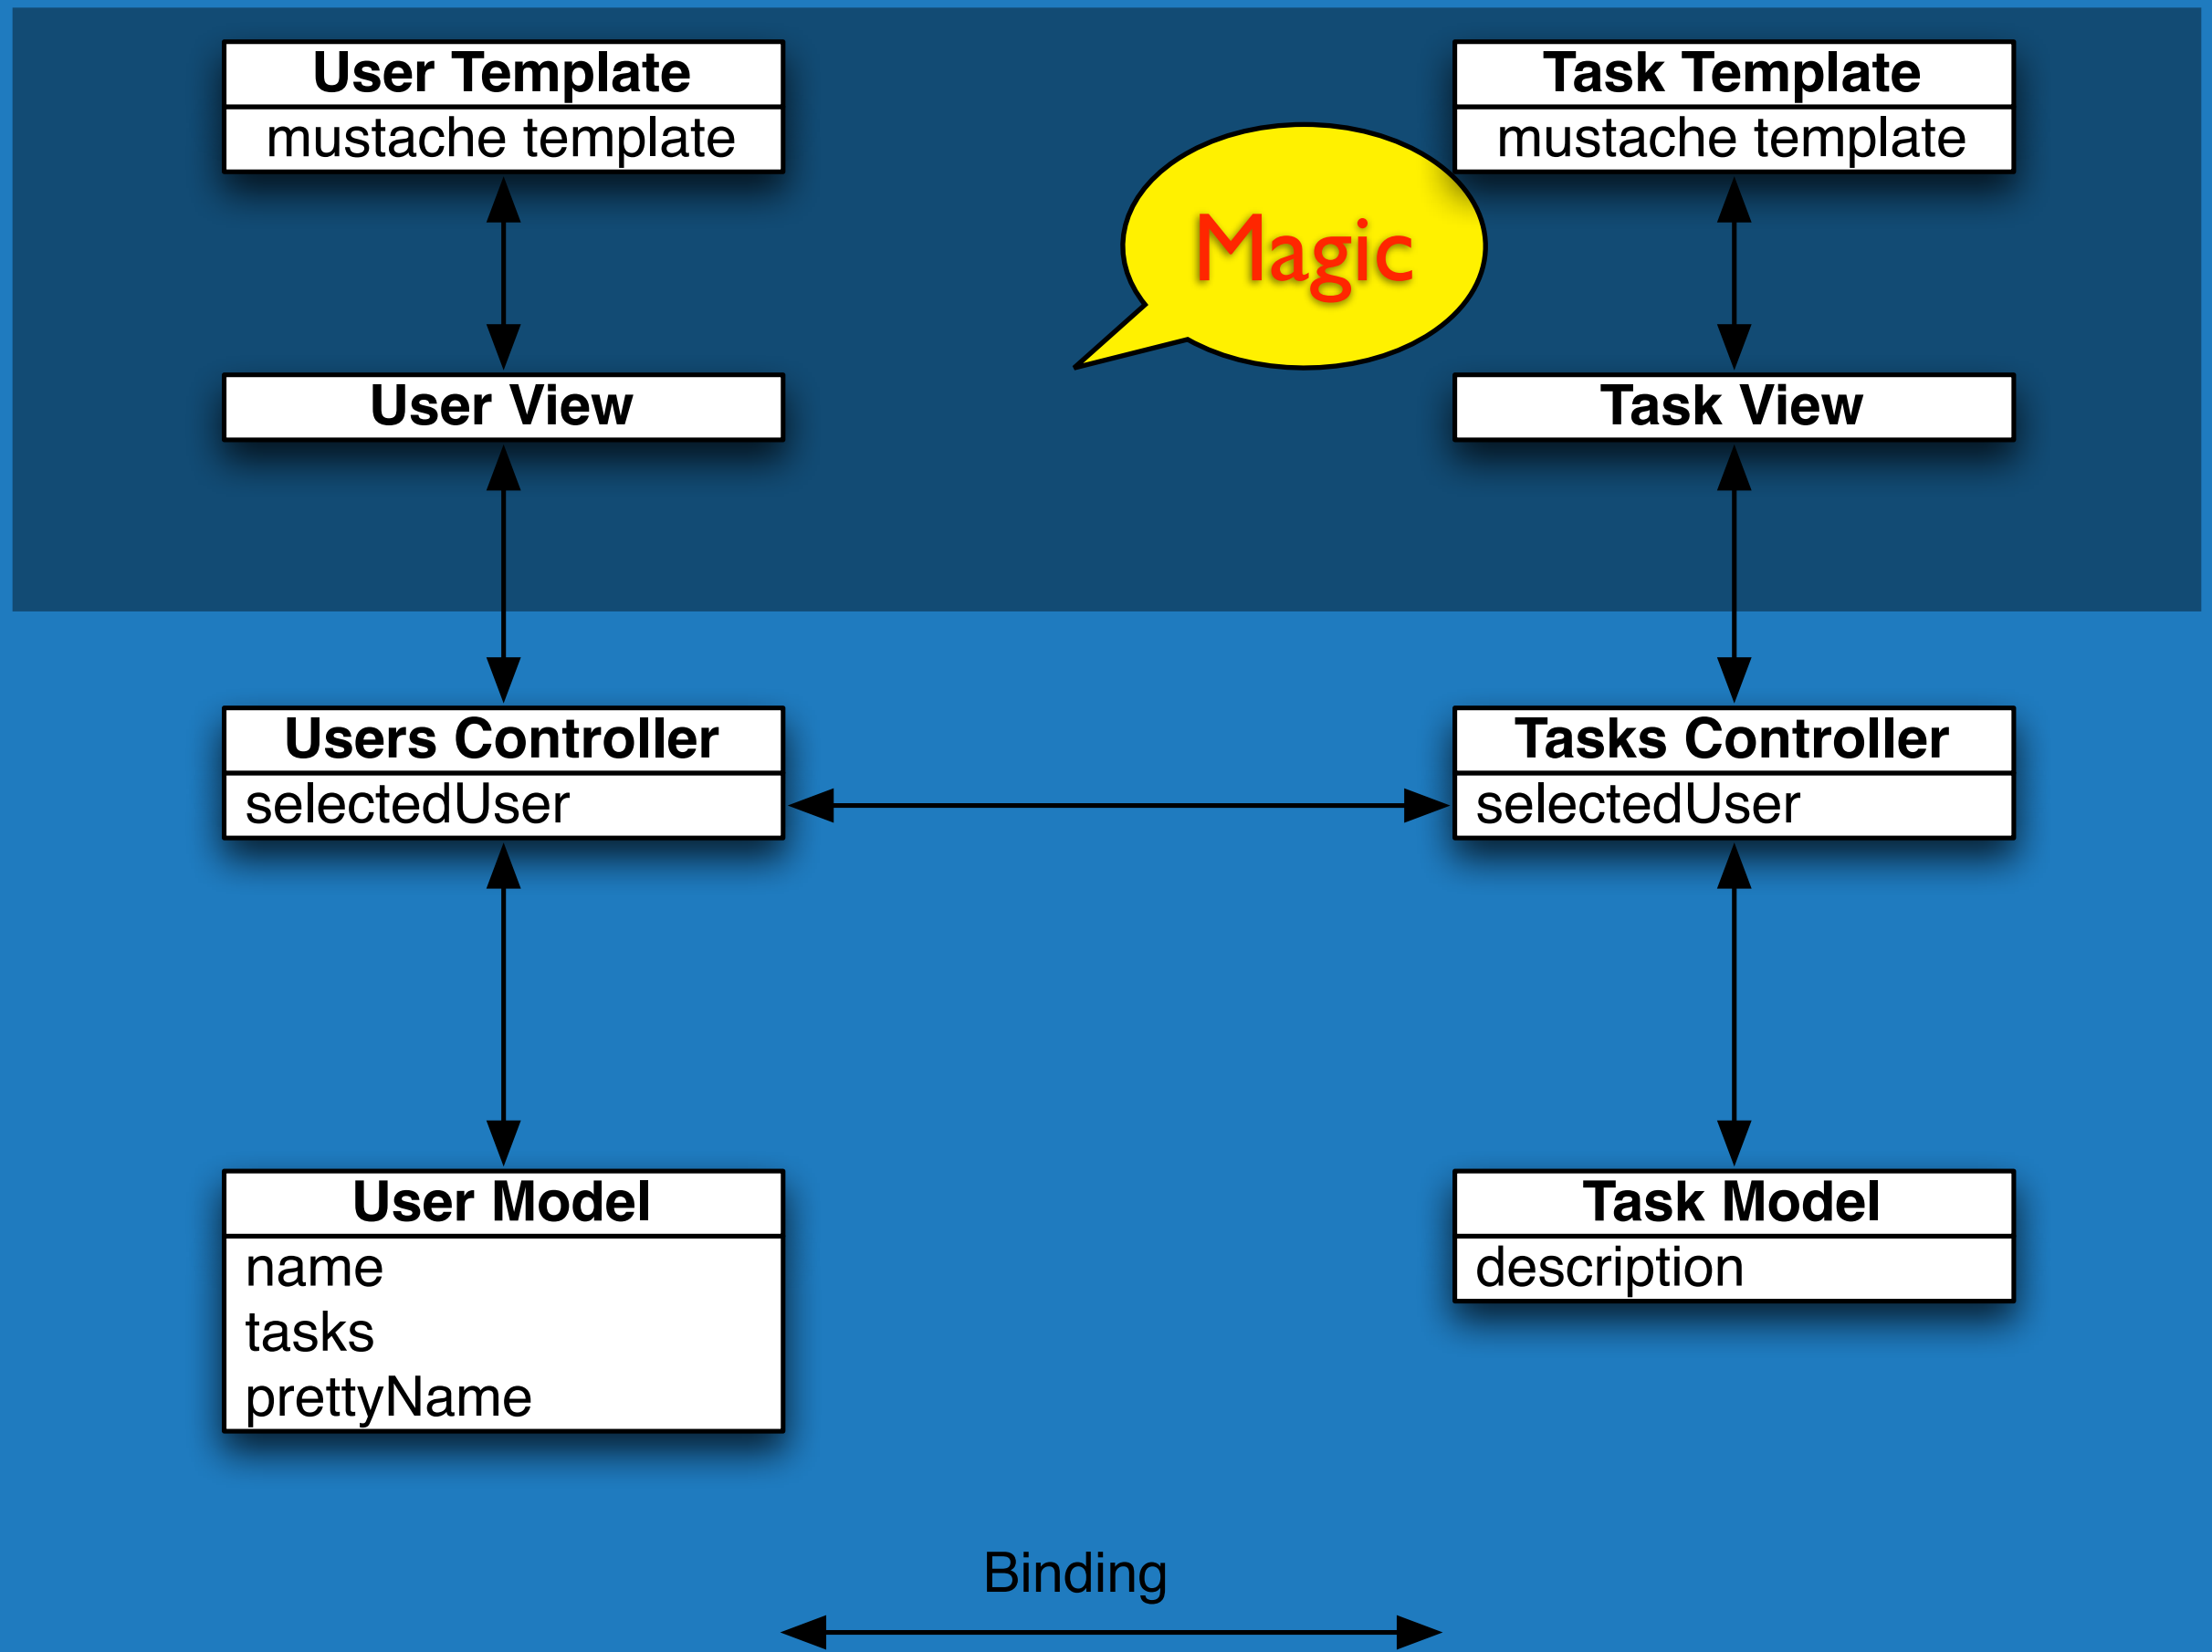 User Template
mustache template
Task Template
mustache template
Magic
User View
Task View
Users Controller
selectedUser
Tasks Controller
selectedUser
User Model
name
tasks
prettyName
Task Model
description
Binding